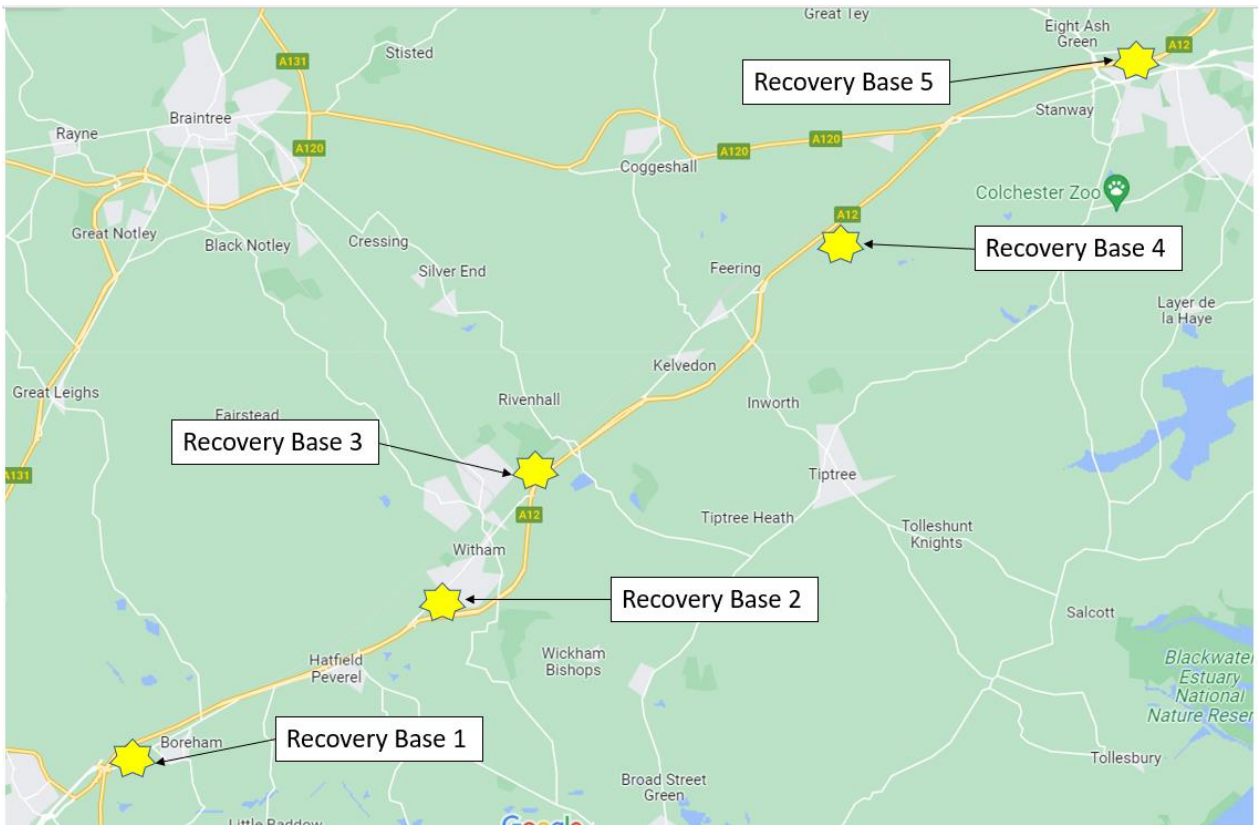 Great Tey
Eight Ash
Green
A12
Stisted
A131
Recovery Base 5
Stanway
Braintree
Rayne
A120
A120
A120
Coggeshall
Colchester Zoo
A12
Great Notley
Black Notley
Cressing
Recovery Base 4
Feering
Silver End
Layer de
la Haye
Kelvedon
Great Leighs
Rivenhall
Inworth
Fairstead
Recovery Base 3
A131
Tiptree
A12
Tiptree Heath
Tolleshunt
Knights
Witham
Recovery Base 2
Salcott
Hatfield
Peverel
Wickham
Bishops
Blackwater
Estuary
National
Nature Reser
Recovery Base 1
Boreham
Tollesbury
Broad Street
Green
Little Baddow
Google